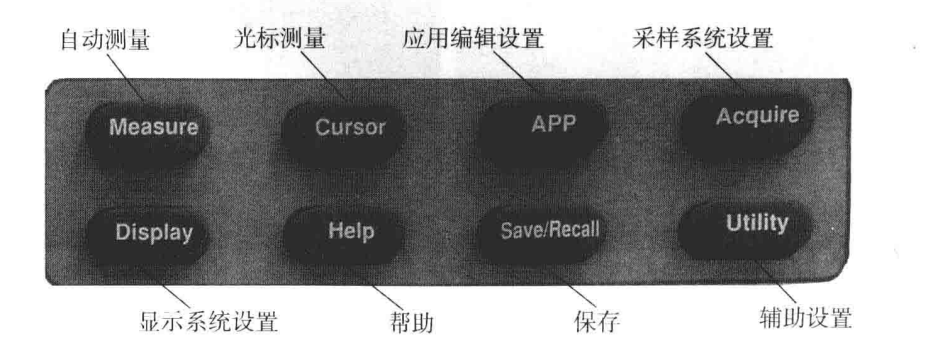 自动测量 光标测量 应用编辑设置 采样系统设置
Measure Cursor APP Acquire
Display Help Save/Recall Utility
显示系统设置 帮助 保存 辅助设置